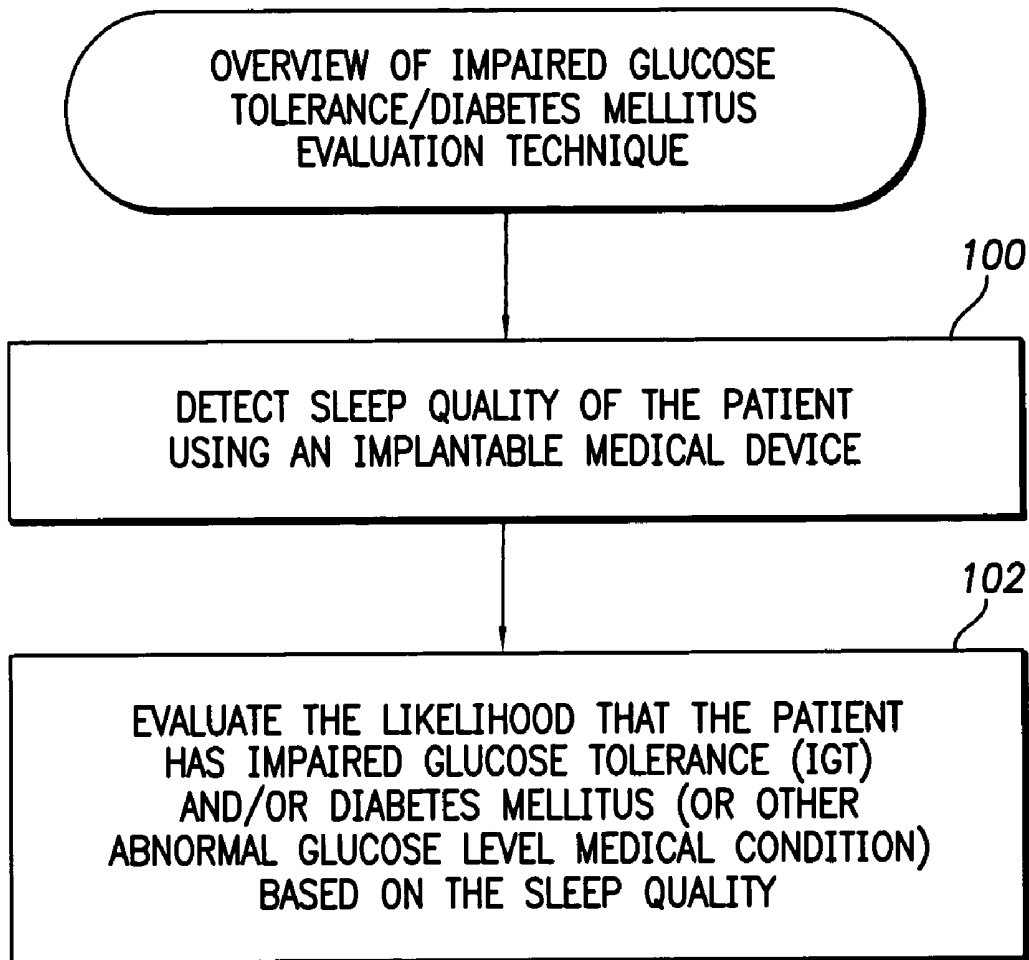 OVERVIEW OF IMPAIRED GLUCOSE
TOLERANCE/DIABETES MELLITUS
EVALUATION TECHNIQUE
100
DETECT SLEEP QUALITY OF THE PATIENT
USING AN IMPLANTABLE MEDICAL DEVICE
102
EVALUATE THE LIKELIHOOD THAT THE PATIENT
HAS IMPAIRED GLUCOSE TOLERANCE (IGT)
AND/OR DIABETES MELLITUS (OR OTHER
ABNORMAL GLUCOSE LEVEL MEDICAL CONDITION)
BASED ON THE SLEEP QUALITY